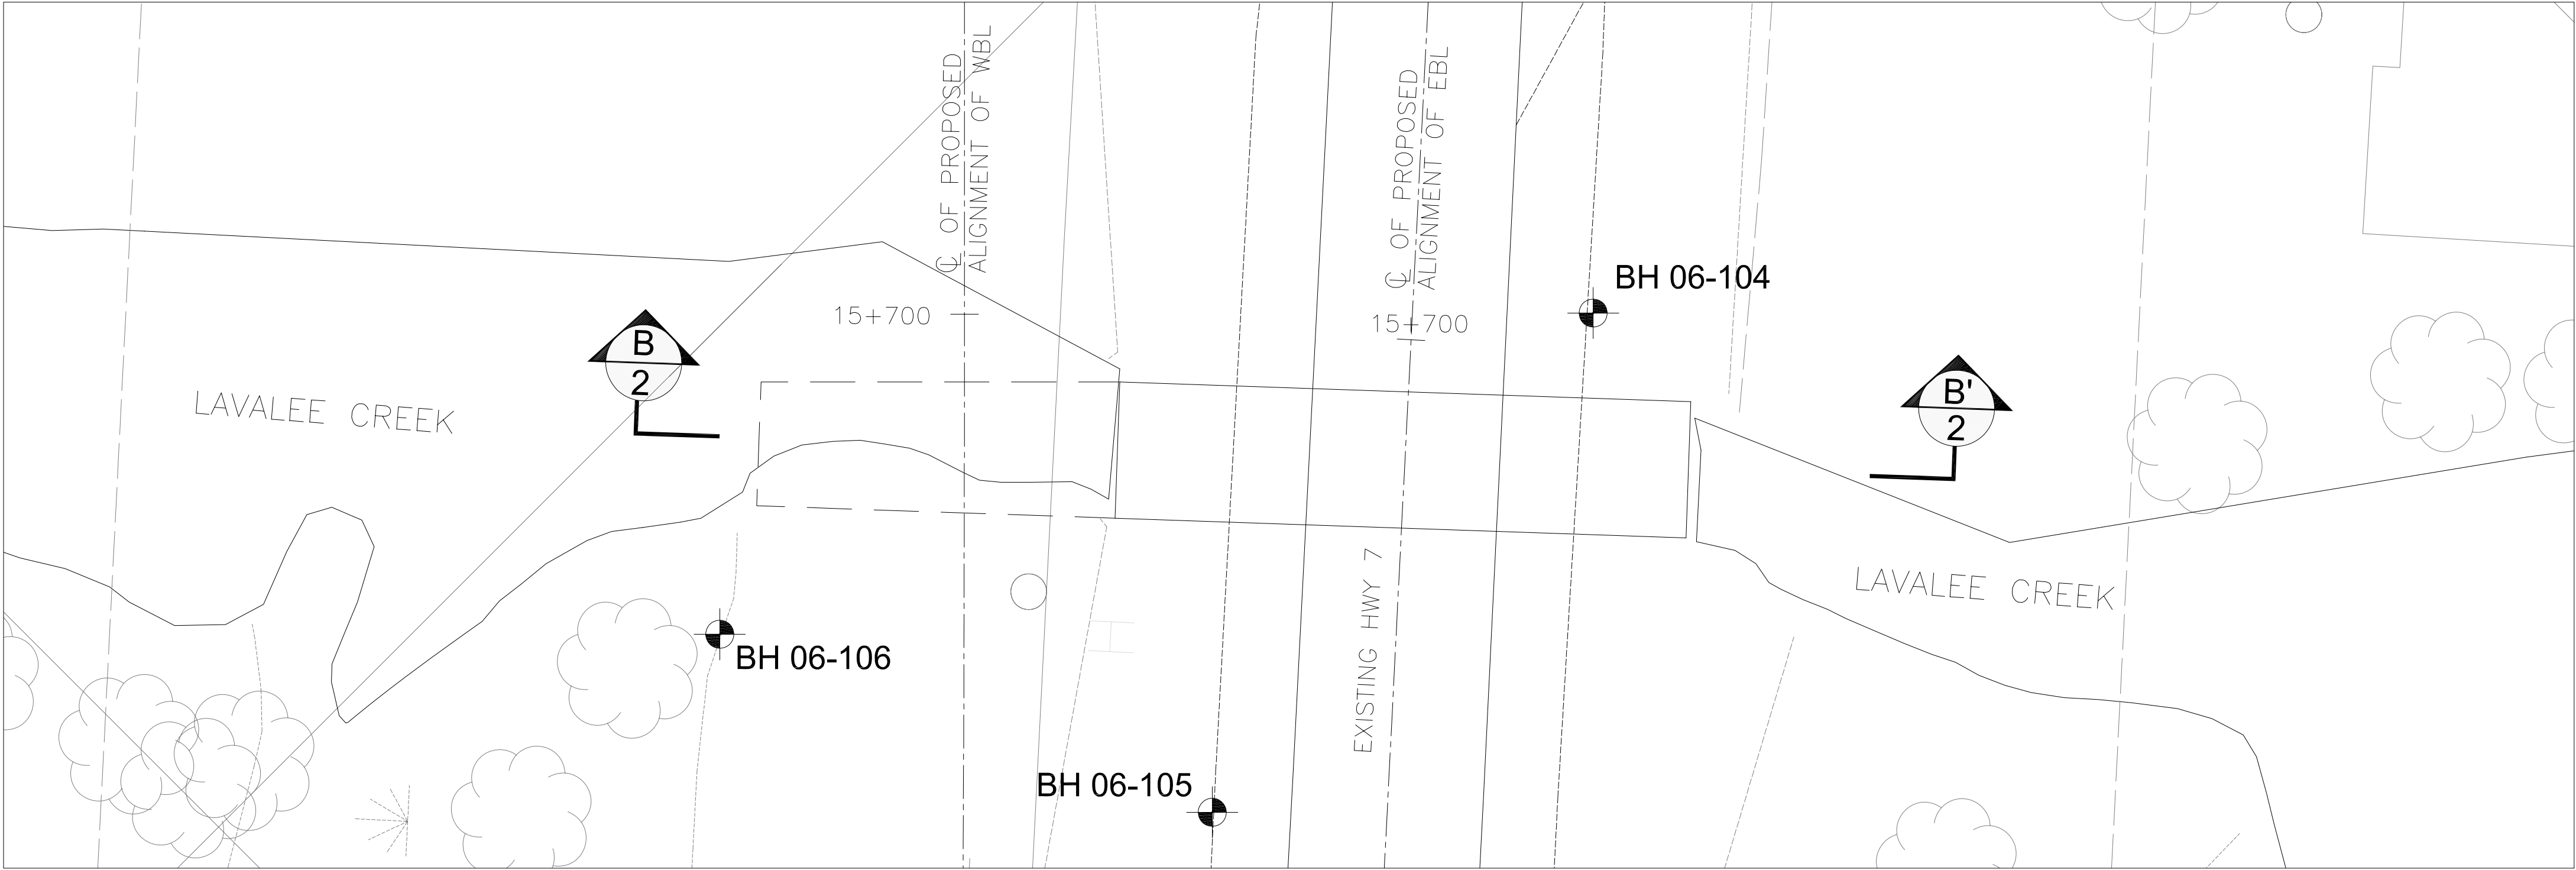 ℄ OF PROPOSED
ALIGNMENT OF WBL
℄ OF PROPOSED
ALIGNMENT OF EBL
BH 06-104
15+700
15+700
B
2
B'
2
LAVALEE CREEK
LAVALEE CREEK
EXISTING HWY 7
BH 06-106
BH 06-105